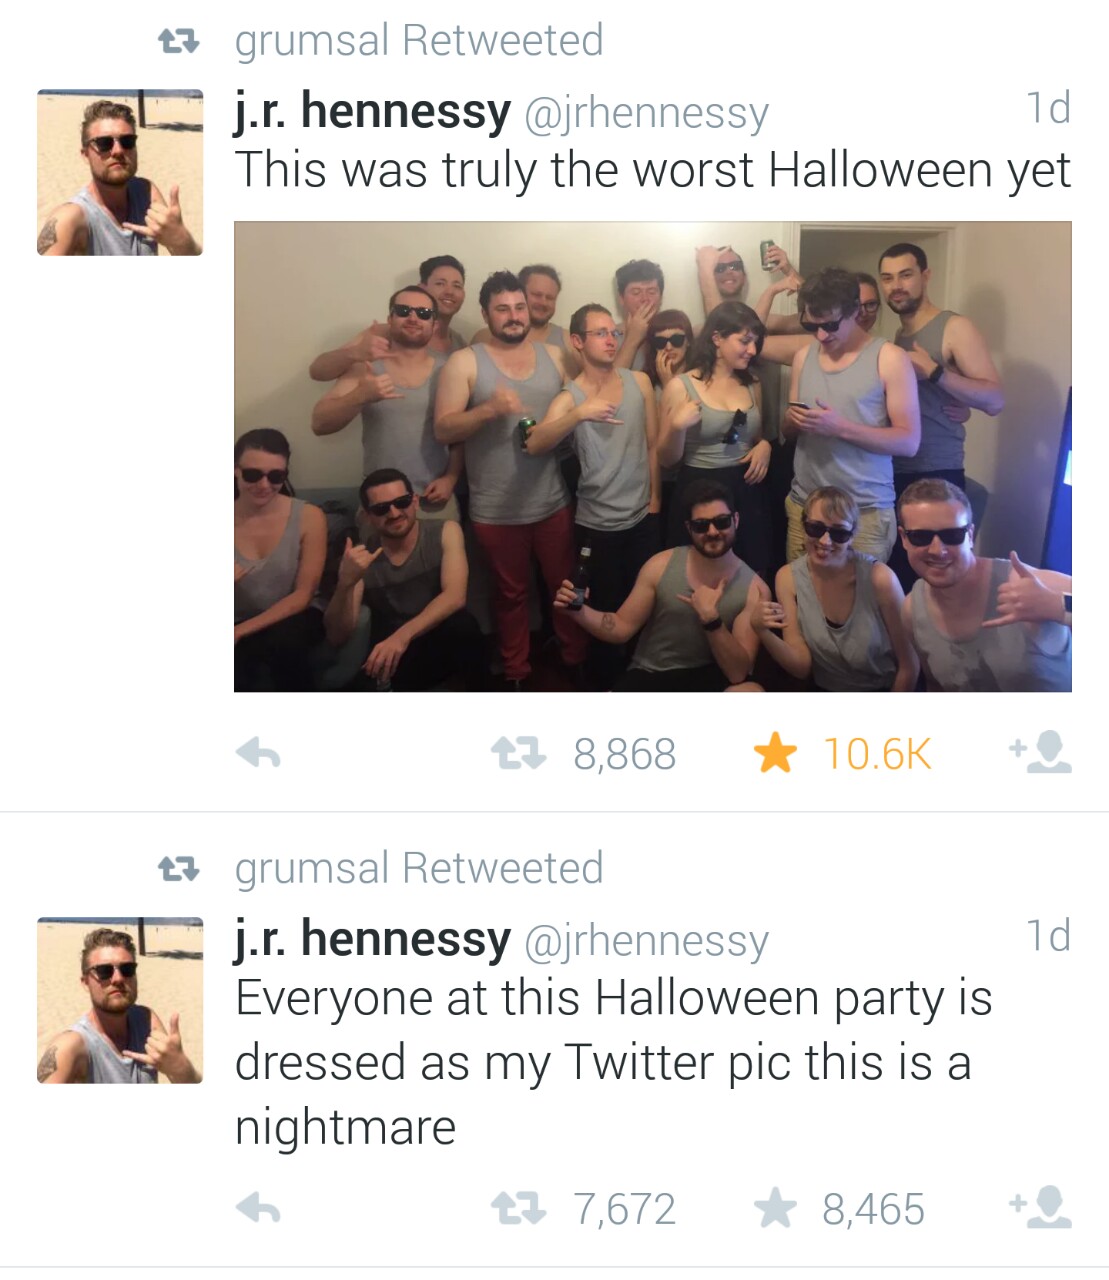 grumsal Retweeted
j.r. hennessy @jrhennessy 1d
This was truly the worst Halloween yet
8,868 10.6K
grumsal Retweeted
j.r. hennessy @jrhennessy 1d
Everyone at this Halloween party is
dressed as my Twitter pic this is a
nightmare
7,672 8,465